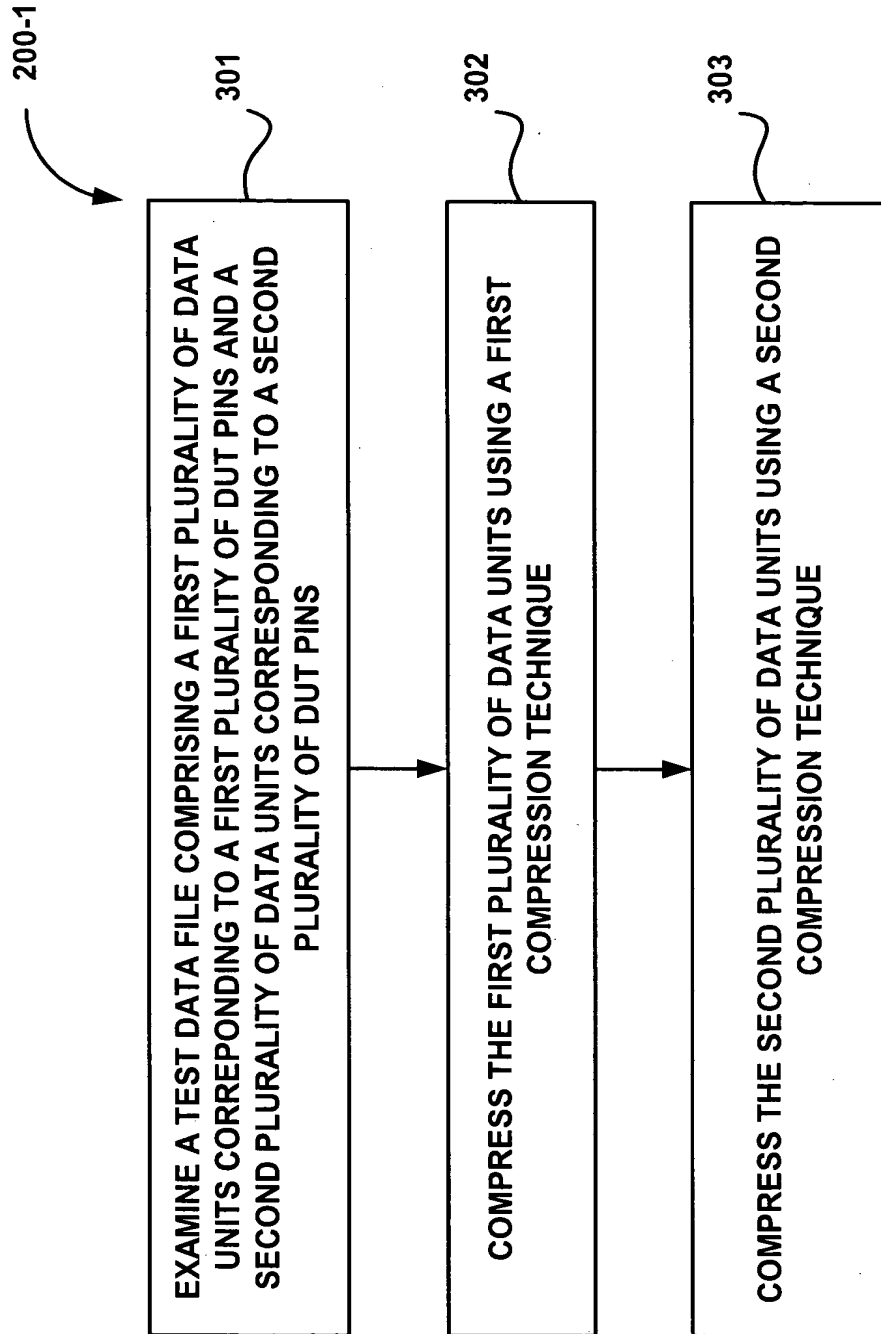 200-1
EXAMINE A TEST DATA FILE COMPRISING A FIRST PLURALITY OF DATA
UNITS CORREPONDING TO A FIRST PLURALITY OF DUT PINS AND A
SECOND PLURALITY OF DATA UNITS CORRESPONDING TO A SECOND
PLURALITY OF DUT PINS
301
COMPRESS THE FIRST PLURALITY OF DATA UNITS USING A FIRST
COMPRESSION TECHNIQUE
302
COMPRESS THE SECOND PLURALITY OF DATA UNITS USING A SECOND
COMPRESSION TECHNIQUE
303